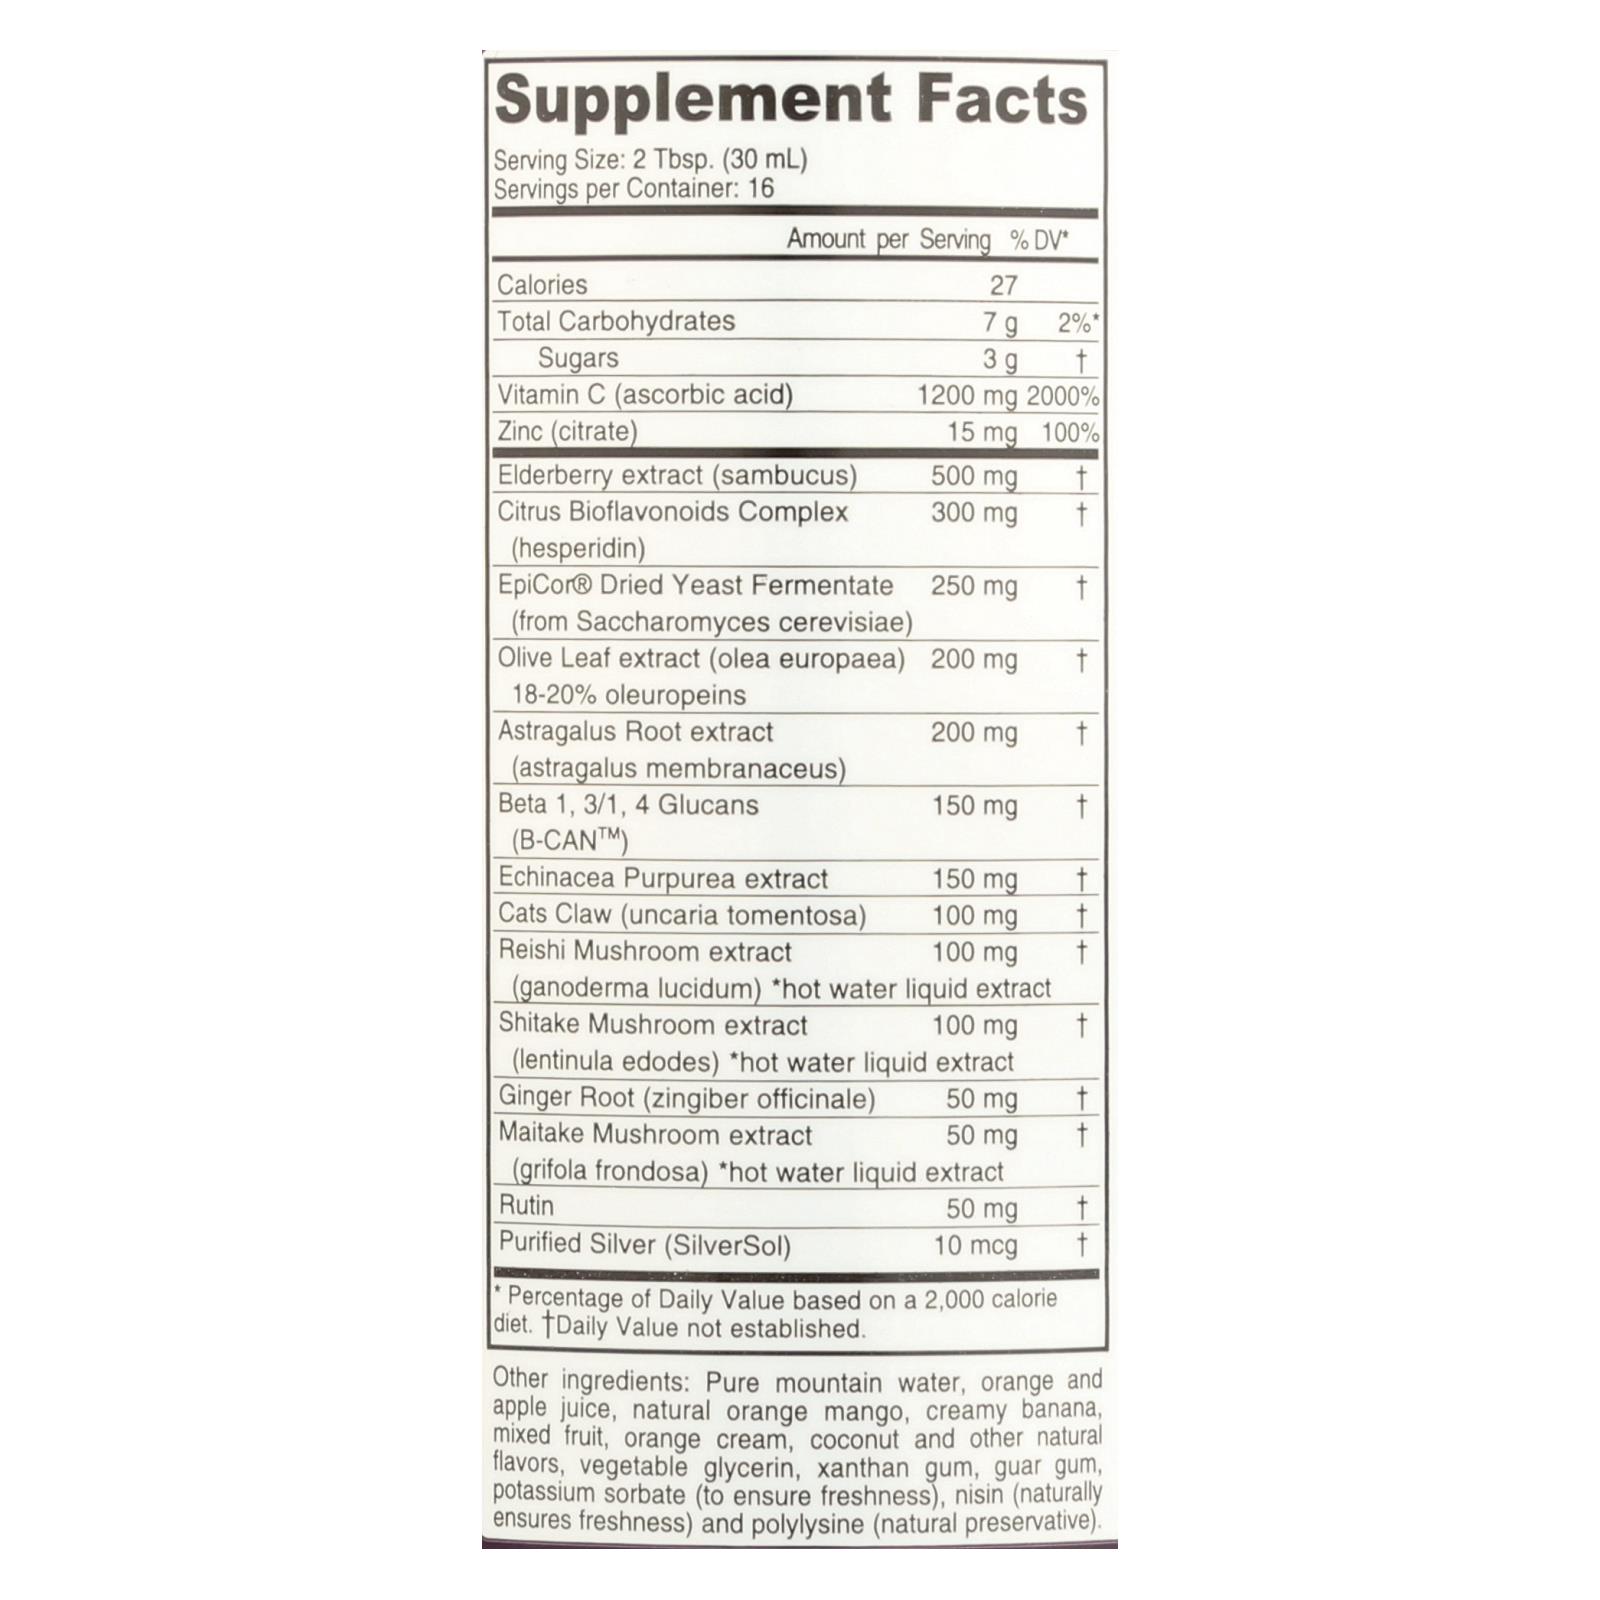 Supplement Facts
Serving Size: 2 Tbsp. (30 mL)
Servings per Container: 16
Amount per Serving % DV*
Calories 27
Total Carbohydrates 7 g 2%*
Sugars 3 g †
Vitamin C (ascorbic acid) 1200 mg 2000%
Zinc (citrate) 15 mg 100%
Elderberry extract (sambucus) 500 mg †
Citrus Bioflavonoids Complex 300 mg †
(hesperidin)
EpiCor® Dried Yeast Fermentate 250 mg †
(from Saccharomyces cerevisiae)
Olive Leaf extract (olea europaea) 200 mg †
18-20% oleuropeins
Astragalus Root extract 200 mg †
(astragalus membranaceus)
Beta 1, 3/1, 4 Glucans 150 mg †
(B-CAN™)
Echinacea Purpurea extract 150 mg †
Cats Claw (uncaria tomentosa) 100 mg †
Reishi Mushroom extract 100 mg †
(ganoderma lucidum) *hot water liquid extract
Shitake Mushroom extract 100 mg †
(lentinula edodes) *hot water liquid extract
Ginger Root (zingiber officinale) 50 mg †
Maitake Mushroom extract 50 mg †
(grifola frondosa) *hot water liquid extract
Rutin 50 mg †
Purified Silver (SilverSol) 10 mcg †
* Percentage of Daily Value based on a 2,000 calorie
diet. †Daily Value not established.
Other ingredients: Pure mountain water, orange and
apple juice, natural orange mango, creamy banana,
mixed fruit, orange cream, coconut and other natural
flavors, vegetable glycerin, xanthan gum, guar gum,
potassium sorbate (to ensure freshness), nisin (naturally
ensures freshness) and polylysine (natural preservative).